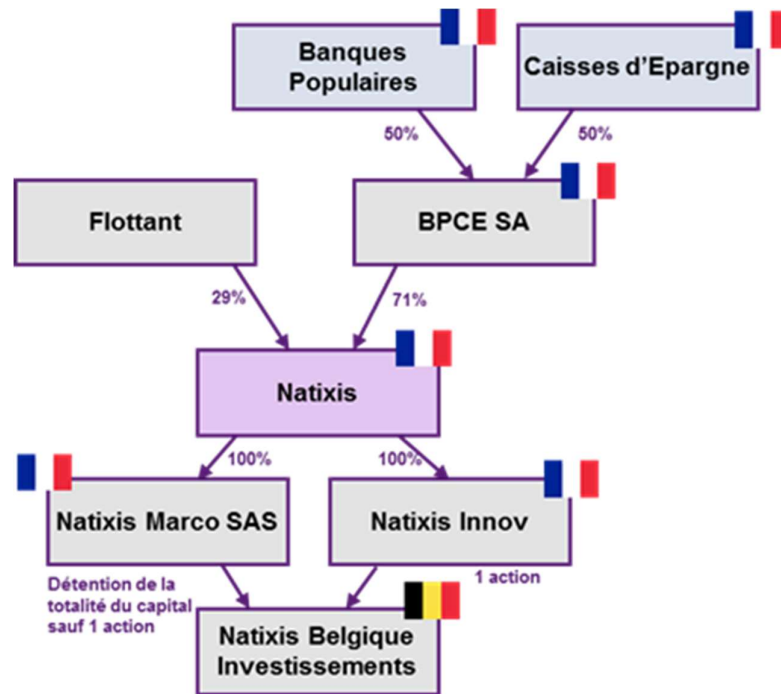 Banques
Populaires
Caisses d'Epargne
50%
50%
Flottant
BPCE SA
29%
71%
Natixis
100%
100%
Natixis Marco SAS
Natixis Innov
Détention de la
totalité du capital
sauf 1 action
1 action
Natixis Belgique
Investissements